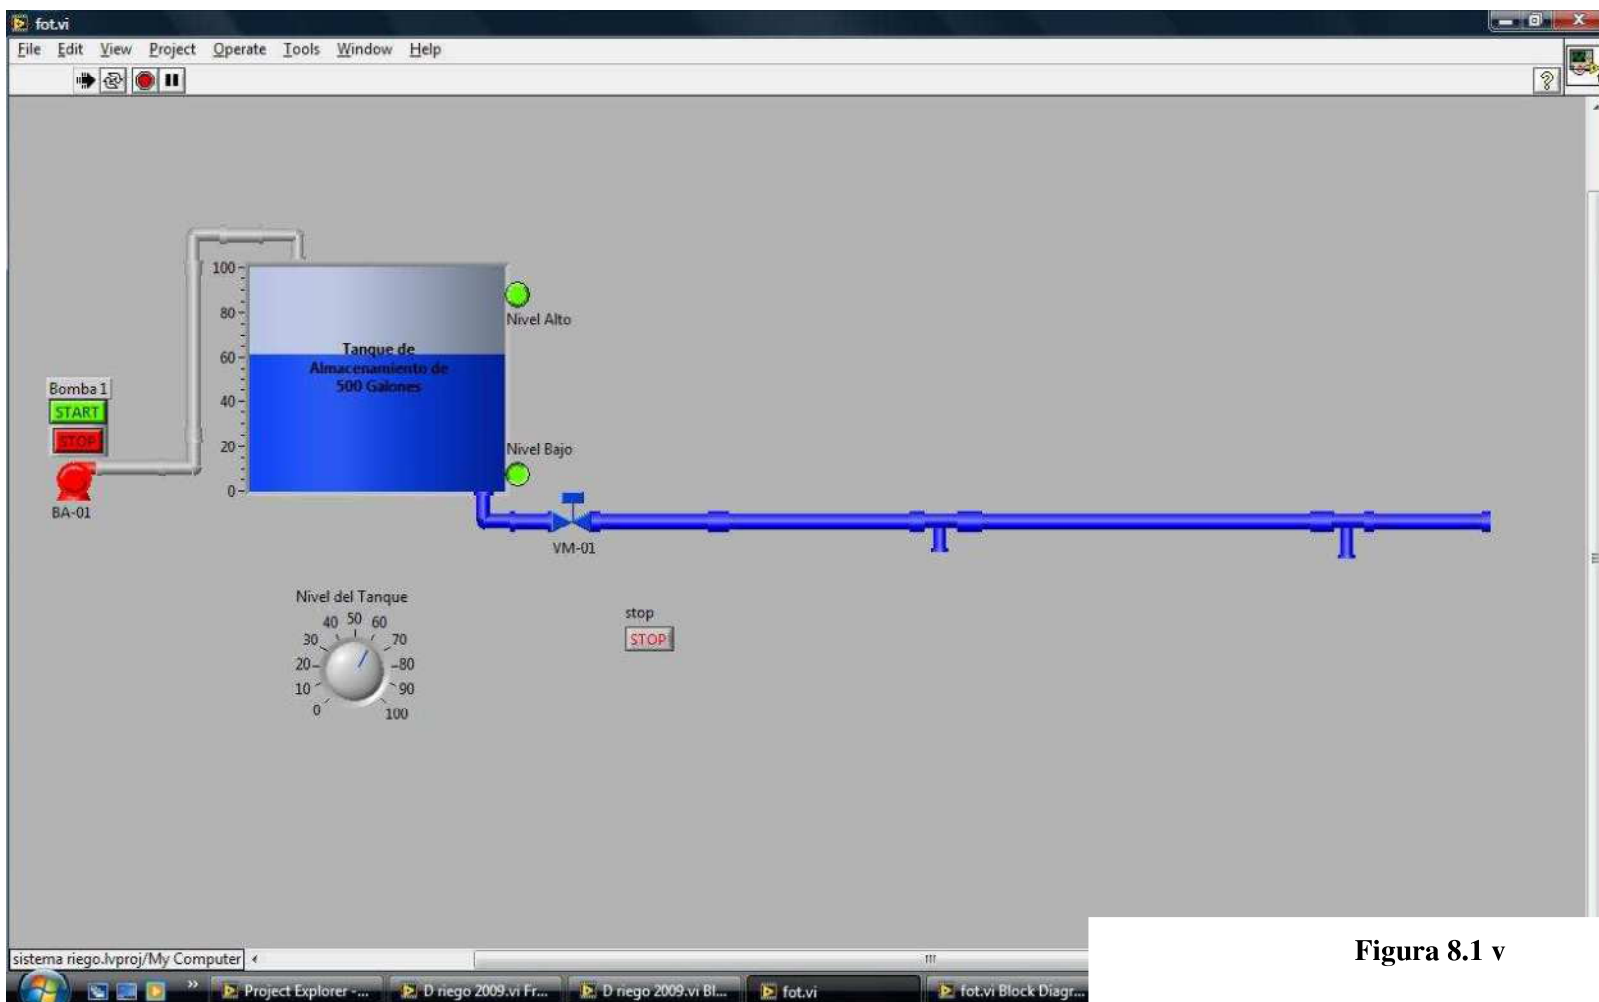 fot.vi
File Edit View Project Operate Tools Window Help
100
80
60
40
20
0
Tanque de
Almacenamiento de
500 Galones
Nivel Alto
Nivel Bajo
Bomba 1
START
STOP
BA-01
VM-01
Nivel del Tanque
0 10 20 30 40 50 60 70 80 90 100
stop
STOP
Figura 8.1 v
sistema riego.lvproj/My Computer
Project Explorer -... D riego 2009.vi Fr... D riego 2009.vi Bl... fot.vi fot.vi Block Diagr...